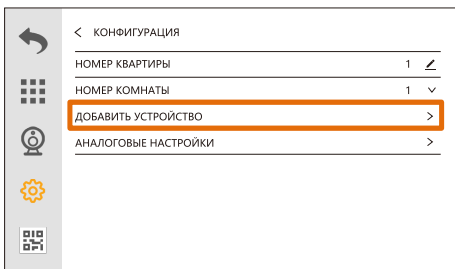 < КОНФИГУРАЦИЯ
НОМЕР КВАРТИРЫ 1
НОМЕР КОМНАТЫ 1
ДОБАВИТЬ УСТРОЙСТВО >
АНАЛОГОВЫЕ НАСТРОЙКИ >